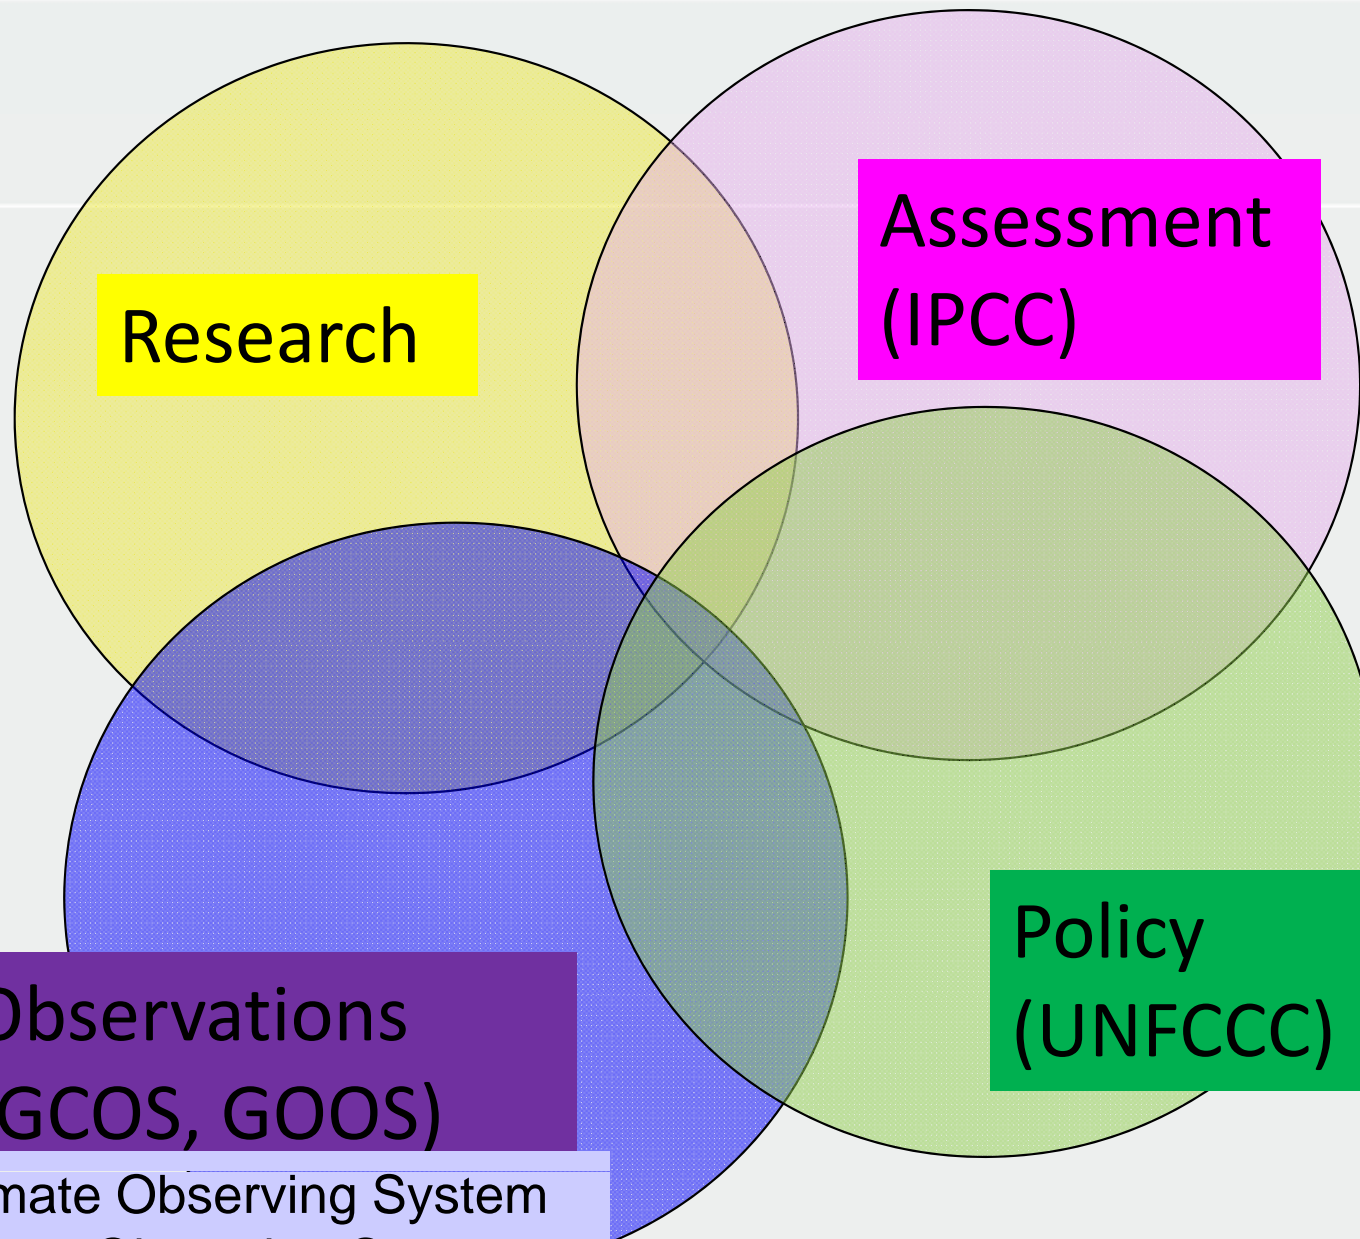 Assessment
(IPCC)
Research
Policy
(UNFCCC)
Observations
GCOS, GOOS)
mate Observing System